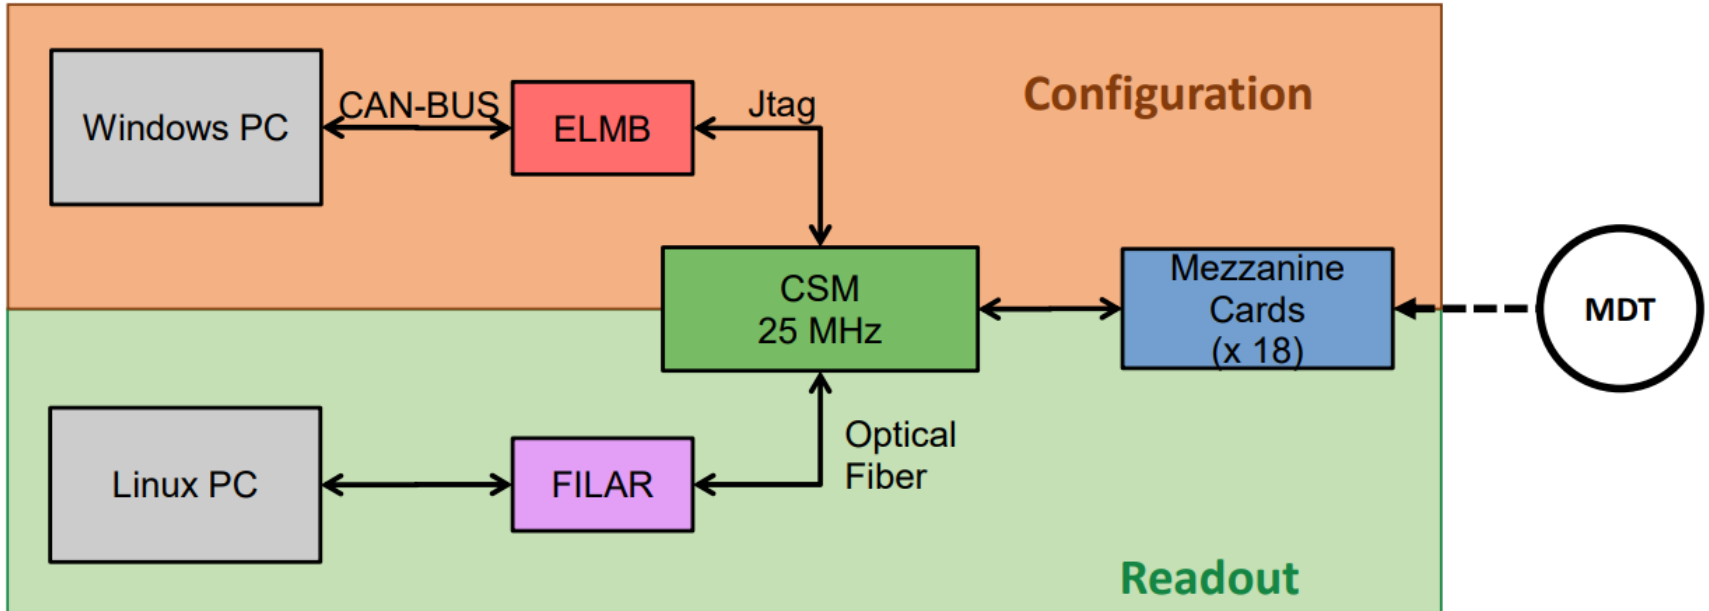 Configuration
Windows PC
CAN-BUS
ELMB
Jtag
CSM
25 MHz
Mezzanine
Cards
(x 18)
MDT
Optical
Fiber
Linux PC
FILAR
Readout